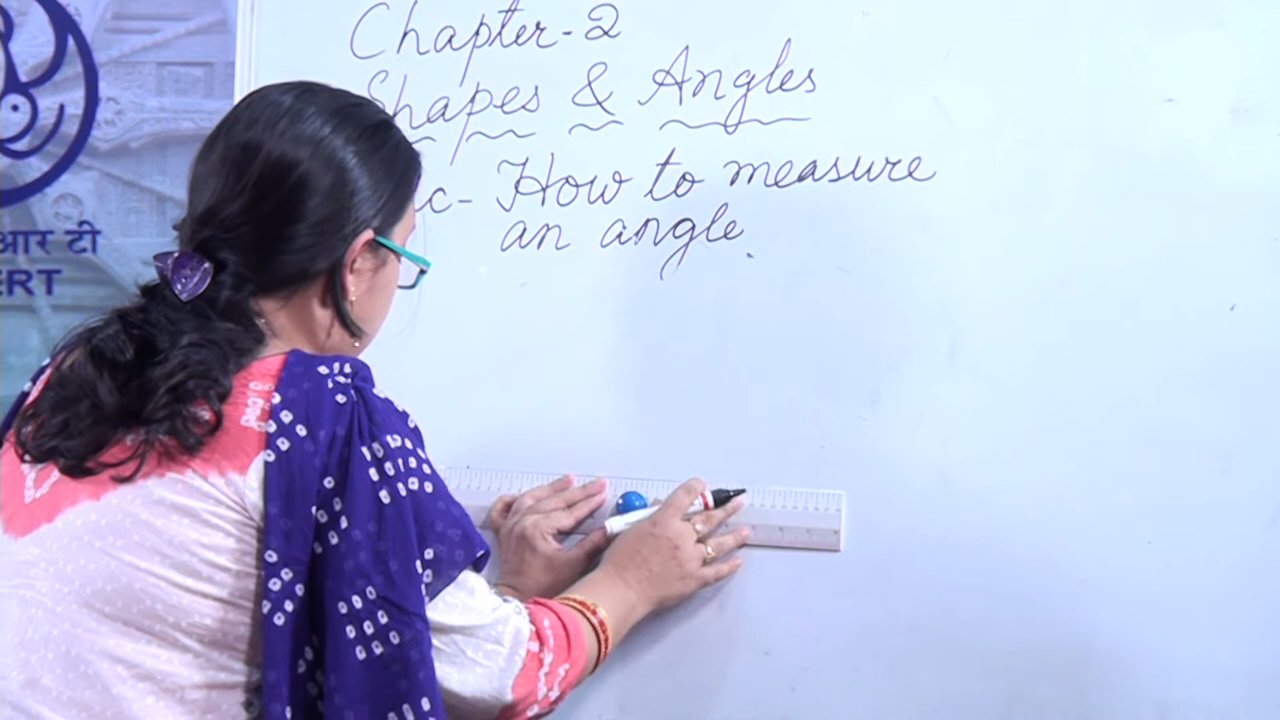 Chapter-2
Shapes & Angles
c- How to measure
an angle.
आर टी
ERT